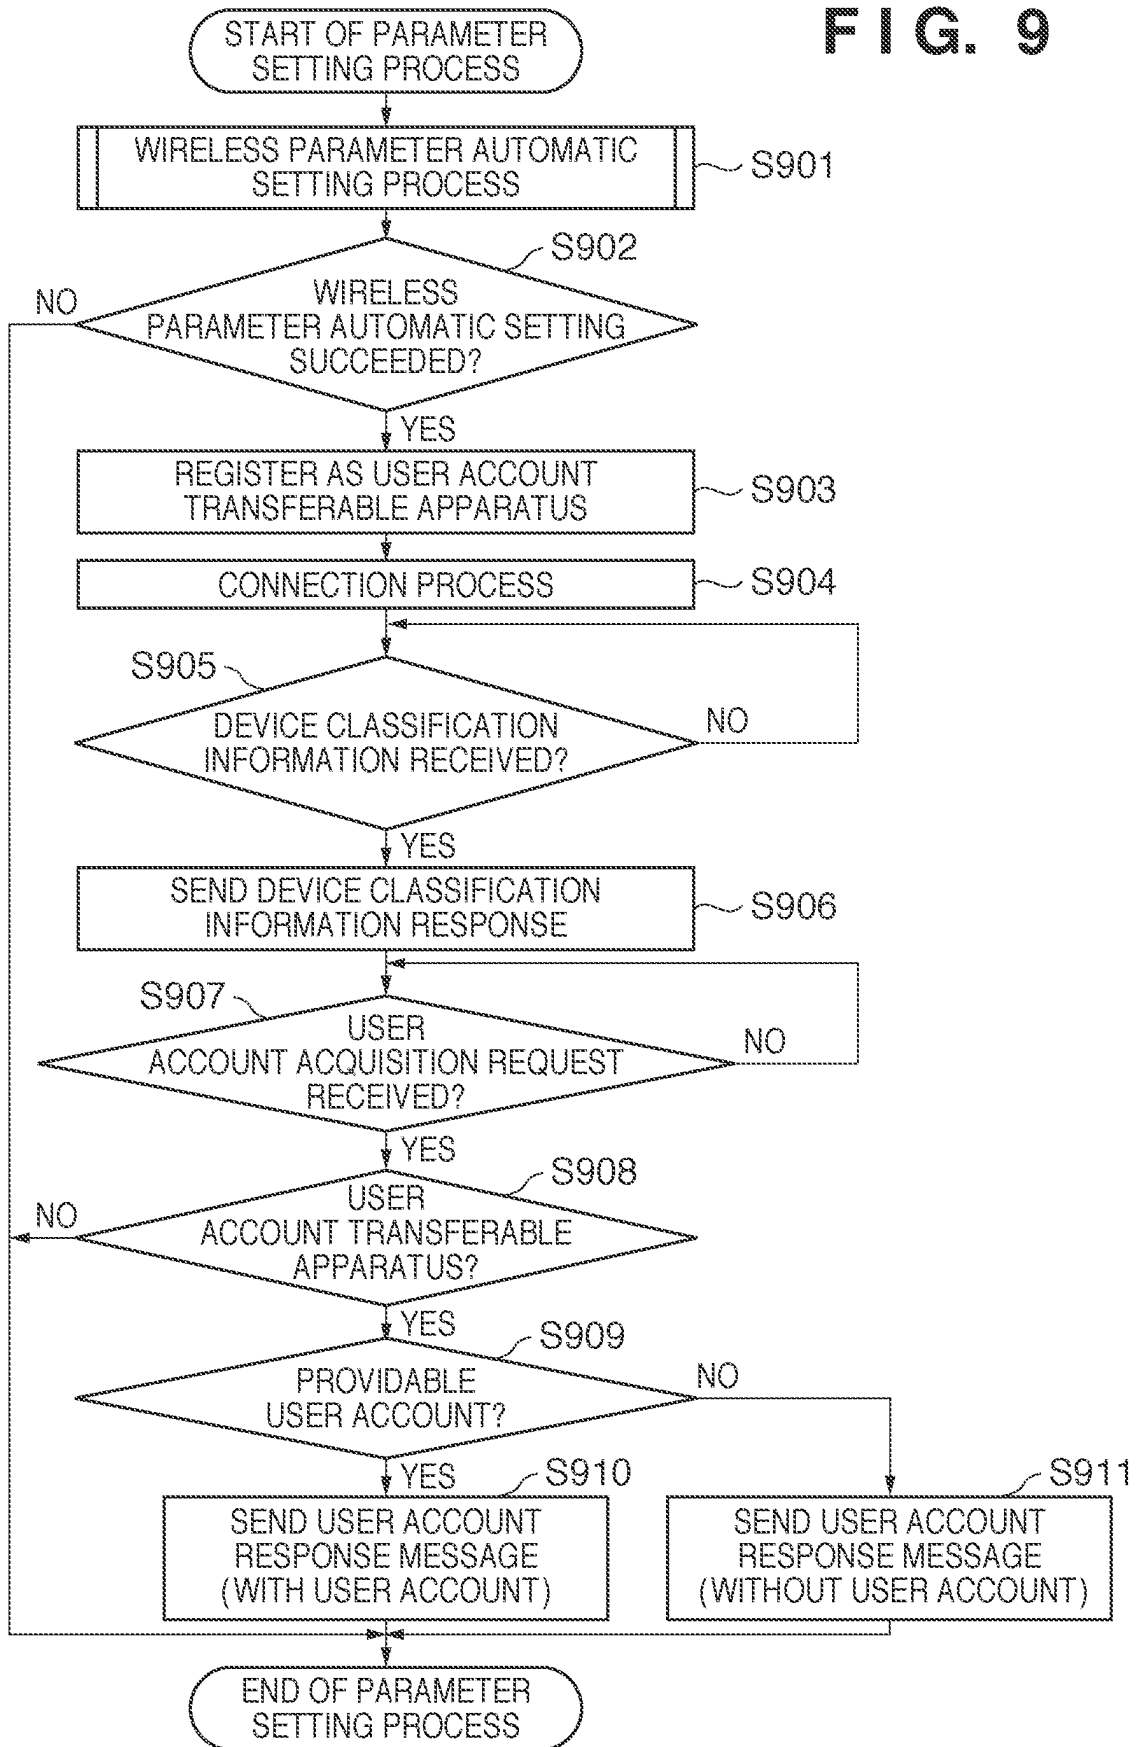 FIG. 9
START OF PARAMETER
SETTING PROCESS
WIRELESS PARAMETER AUTOMATIC
SETTING PROCESS
S901
S902
NO
WIRELESS
PARAMETER AUTOMATIC SETTING
SUCCEEDED?
YES
REGISTER AS USER ACCOUNT
TRANSFERABLE APPARATUS
S903
CONNECTION PROCESS
S904
S905
DEVICE CLASSIFICATION
INFORMATION RECEIVED?
NO
YES
SEND DEVICE CLASSIFICATION
INFORMATION RESPONSE
S906
S907
USER
ACCOUNT ACQUISITION REQUEST
RECEIVED?
NO
YES
S908
NO
USER
ACCOUNT TRANSFERABLE
APPARATUS?
YES
S909
PROVIDABLE
USER ACCOUNT?
NO
YES
S910
SEND USER ACCOUNT
RESPONSE MESSAGE
(WITH USER ACCOUNT)
S911
SEND USER ACCOUNT
RESPONSE MESSAGE
(WITHOUT USER ACCOUNT)
END OF PARAMETER
SETTING PROCESS